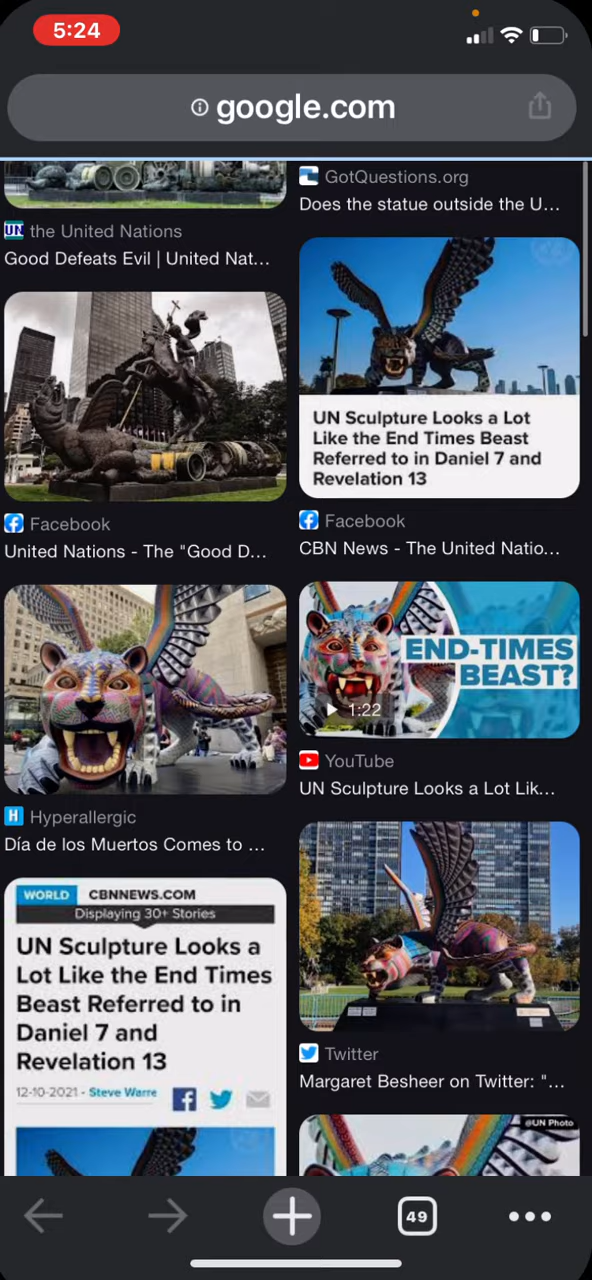 5:24
google.com
UN the United Nations
Good Defeats Evil | United Nat...
Facebook
United Nations - The "Good D...
H Hyperallergic
Día de los Muertos Comes to ...
WORLD CBNNEWS.COM
Displaying 30+ Stories
UN Sculpture Looks a
Lot Like the End Times
Beast Referred to in
Daniel 7 and
Revelation 13
12-10-2021 - Steve Warre
GotQuestions.org
Does the statue outside the U...
UN Sculpture Looks a Lot
Like the End Times Beast
Referred to in Daniel 7 and
Revelation 13
Facebook
CBN News - The United Natio...
END-TIMES
BEAST?
1:22
YouTube
UN Sculpture Looks a Lot Lik...
Twitter
Margaret Besheer on Twitter: "...
@UN Photo
49